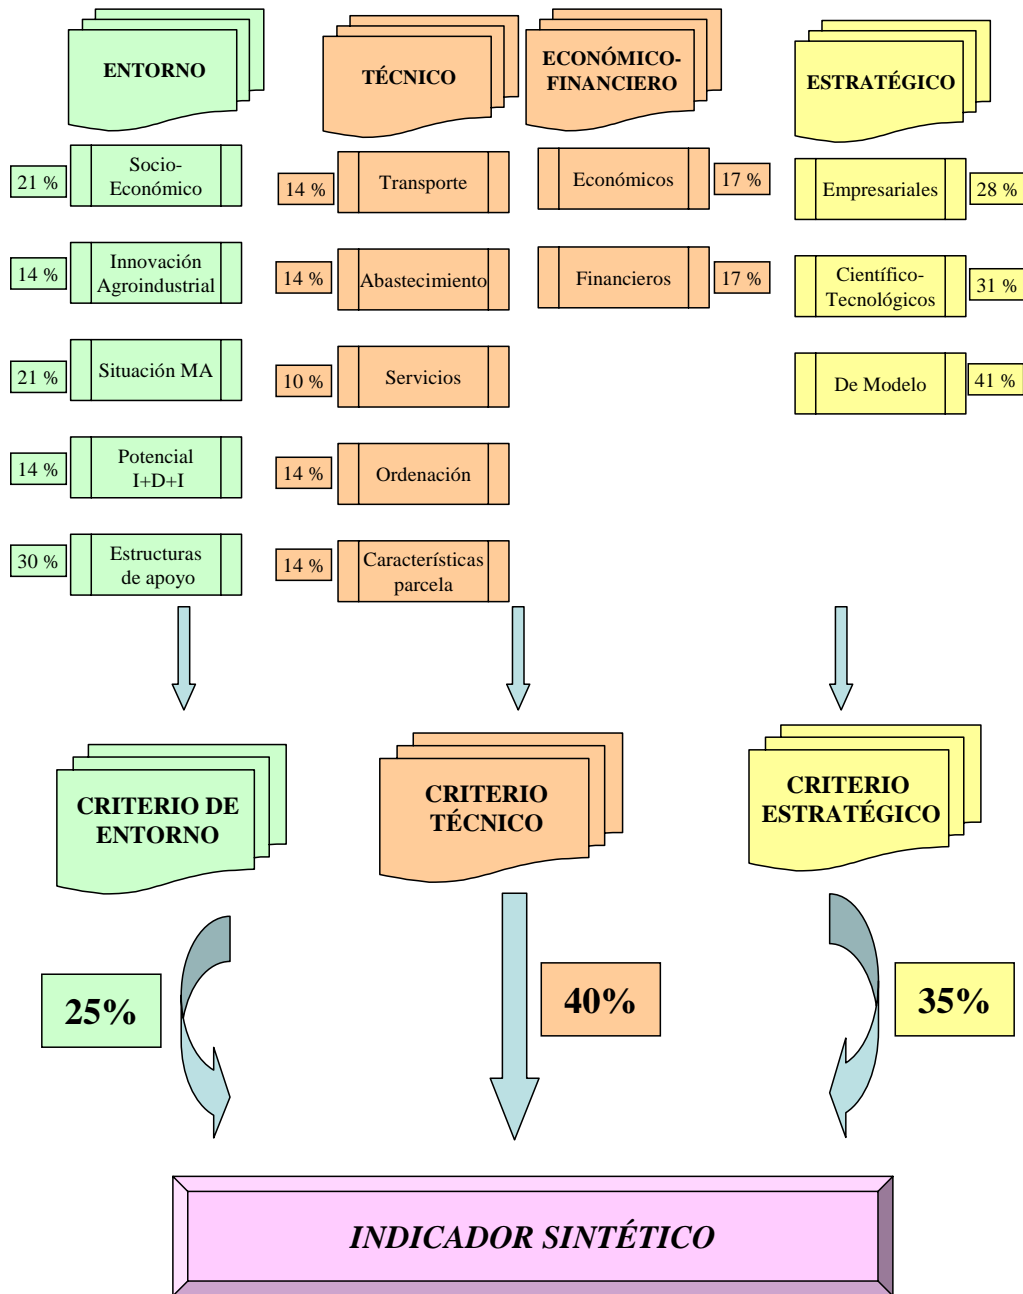 ENTORNO
TÉCNICO
ECONÓMICO-
FINANCIERO
ESTRATÉGICO
21 %
Socio-
Económico
14 %
Innovación
Agroindustrial
21 %
Situación MA
14 %
Potencial
I+D+I
30 %
Estructuras
de apoyo
14 %
Transporte
14 %
Abastecimiento
10 %
Servicios
14 %
Ordenación
14 %
Características
parcela
Económicos
17 %
Financieros
17 %
Empresariales
28 %
Científico-
Tecnológicos
31 %
De Modelo
41 %
CRITERIO DE
ENTORNO
CRITERIO
TÉCNICO
CRITERIO
ESTRATÉGICO
25%
40%
35%
INDICADOR SINTÉTICO